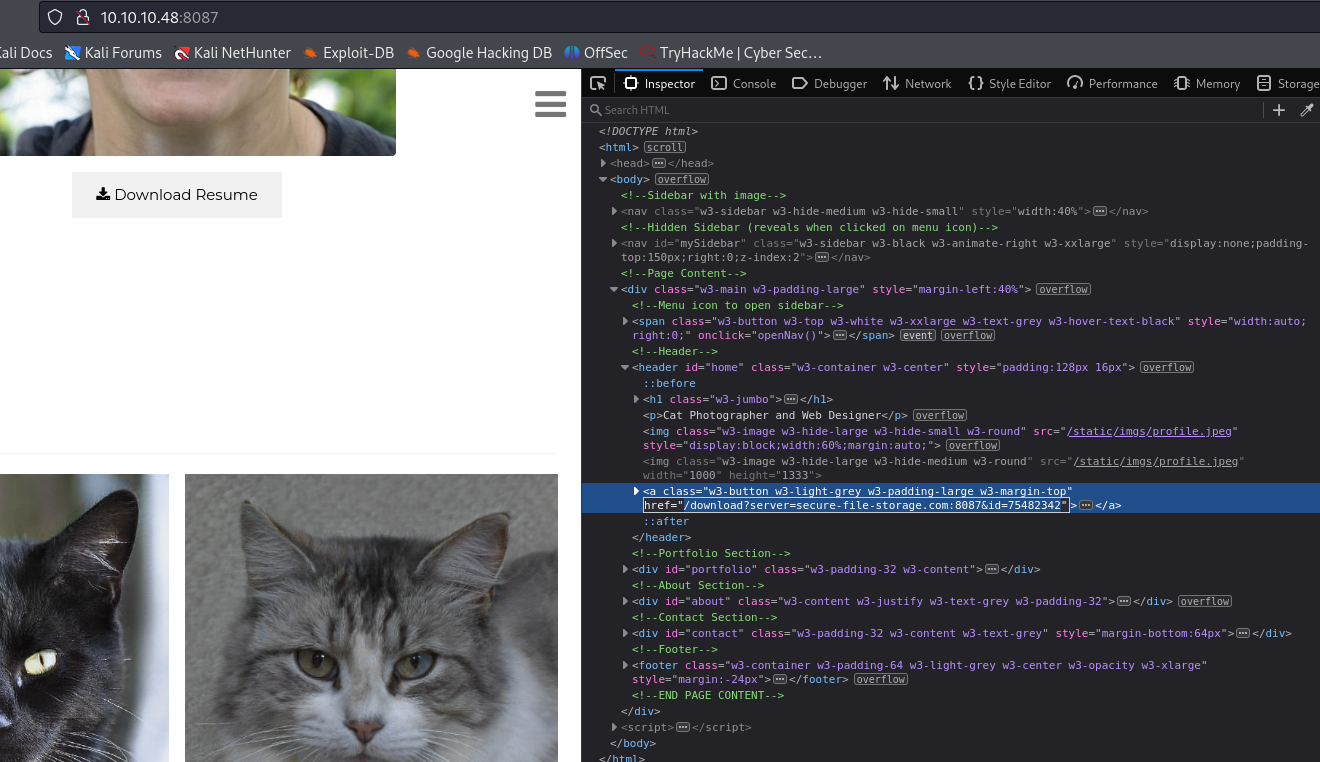 10.10.10.48:8087
Kali Docs Kali Forums Kali NetHunter Exploit-DB Google Hacking DB OffSec TryHackMe | Cyber Sec…
Download Resume
Inspector Console Debugger Network Style Editor Performance Memory Storage
Search HTML
<!DOCTYPE html>
<html> scroll
<head> ••• </head>
<body> overflow
<!--Sidebar with image-->
<nav class="w3-sidebar w3-hide-medium w3-hide-small" style="width:40%"> ••• </nav>
<!--Hidden Sidebar (reveals when clicked on menu icon)-->
<nav id="mySidebar" class="w3-sidebar w3-black w3-animate-right w3-xxlarge" style="display:none;padding-
top:150px;right:0;z-index:2"> ••• </nav>
<!--Page Content-->
<div class="w3-main w3-padding-large" style="margin-left:40%"> overflow
<!--Menu icon to open sidebar-->
<span class="w3-button w3-top w3-white w3-xxlarge w3-text-grey w3-hover-text-black" style="width:auto;
right:0;" onclick="openNav()"> ••• </span> event overflow
<!--Header-->
<header id="home" class="w3-container w3-center" style="padding:128px 16px"> overflow
::before
<h1 class="w3-jumbo"> ••• </h1>
<p>Cat Photographer and Web Designer</p> overflow
<img class="w3-image w3-hide-large w3-hide-small w3-round" src="/static/imgs/profile.jpeg"
style="display:block;width:60%;margin:auto;"> overflow
<img class="w3-image w3-hide-large w3-hide-medium w3-round" src="/static/imgs/profile.jpeg"
width="1000" height="1333">
<a class="w3-button w3-light-grey w3-padding-large w3-margin-top"
href="/download?server=secure-file-storage.com:8087&id=75482342"> ••• </a>
::after
</header>
<!--Portfolio Section-->
<div id="portfolio" class="w3-padding-32 w3-content"> ••• </div>
<!--About Section-->
<div id="about" class="w3-content w3-justify w3-text-grey w3-padding-32"> ••• </div> overflow
<!--Contact Section-->
<div id="contact" class="w3-padding-32 w3-content w3-text-grey" style="margin-bottom:64px"> ••• </div>
<!--Footer-->
<footer class="w3-container w3-padding-64 w3-light-grey w3-center w3-opacity w3-xlarge"
style="margin:-24px"> ••• </footer> overflow
<!--END PAGE CONTENT-->
</div>
<script> ••• </script>
</body>
</html>